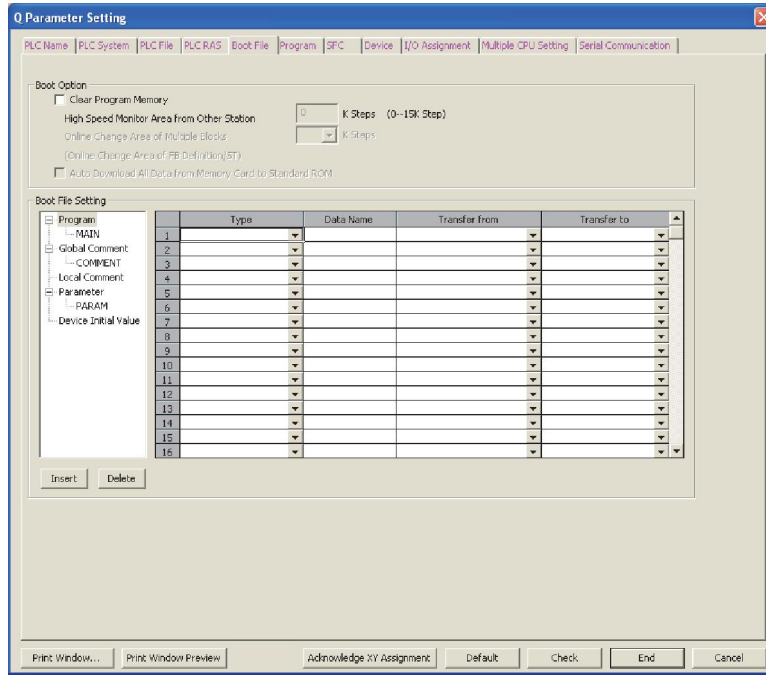 Q Parameter Setting
PLC Name PLC System PLC File PLC RAS Boot File Program SFC Device I/O Assignment Multiple CPU Setting Serial Communication
Boot Option
Clear Program Memory
High Speed Monitor Area from Other Station 0 K Steps (0--15K Step)
Online Change Area of Multiple Blocks K Steps
(Online Change Area of FB Definition/ST)
Auto Download All Data from Memory Card to Standard ROM
Boot File Setting
Program
MAIN
Global Comment
COMMENT
Local Comment
Parameter
PARAM
Device Initial Value
Type Data Name Transfer from Transfer to
1
2
3
4
5
6
7
8
9
10
11
12
13
14
15
16
Insert Delete
Print Window... Print Window Preview Acknowledge XY Assignment Default Check End Cancel